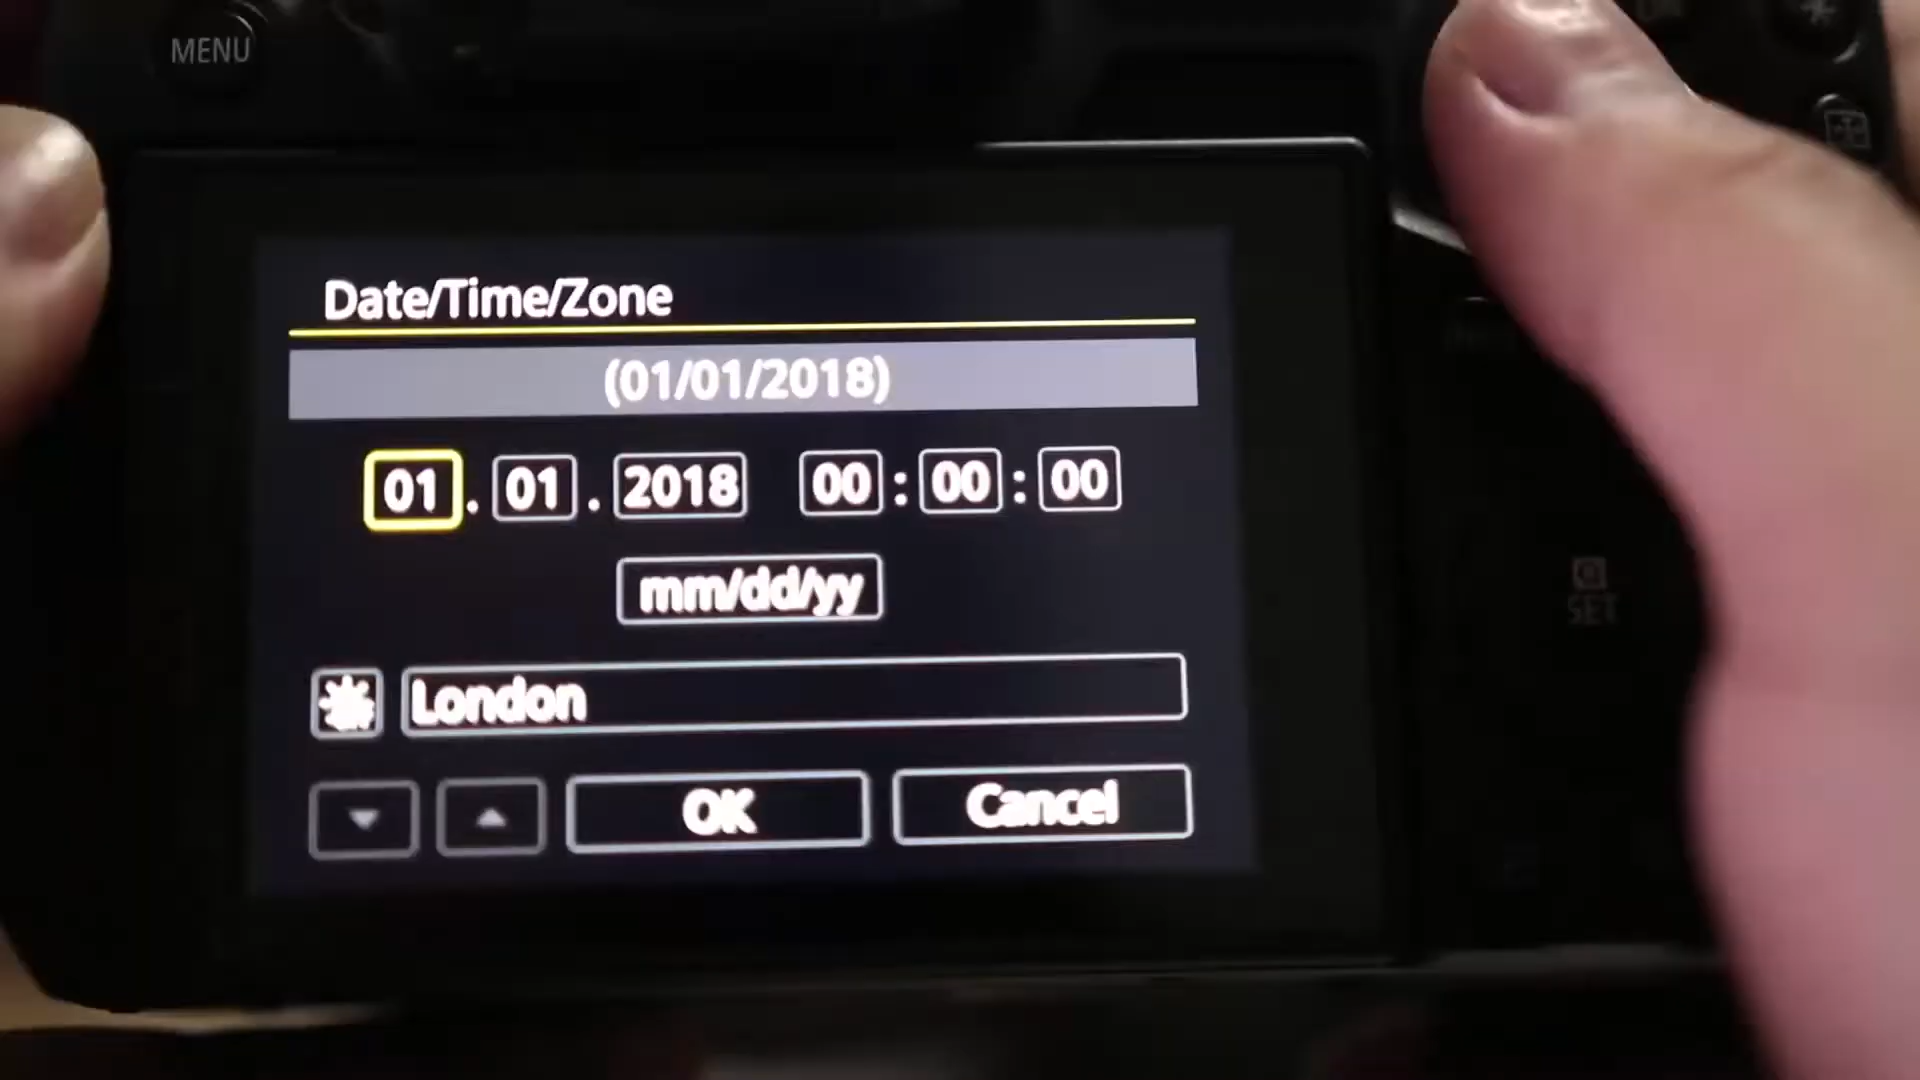 MENU
Date/Time/Zone
(01/01/2018)
01.01.2018 00:00:00
mm/dd/yy
London
OK Cancel
SET